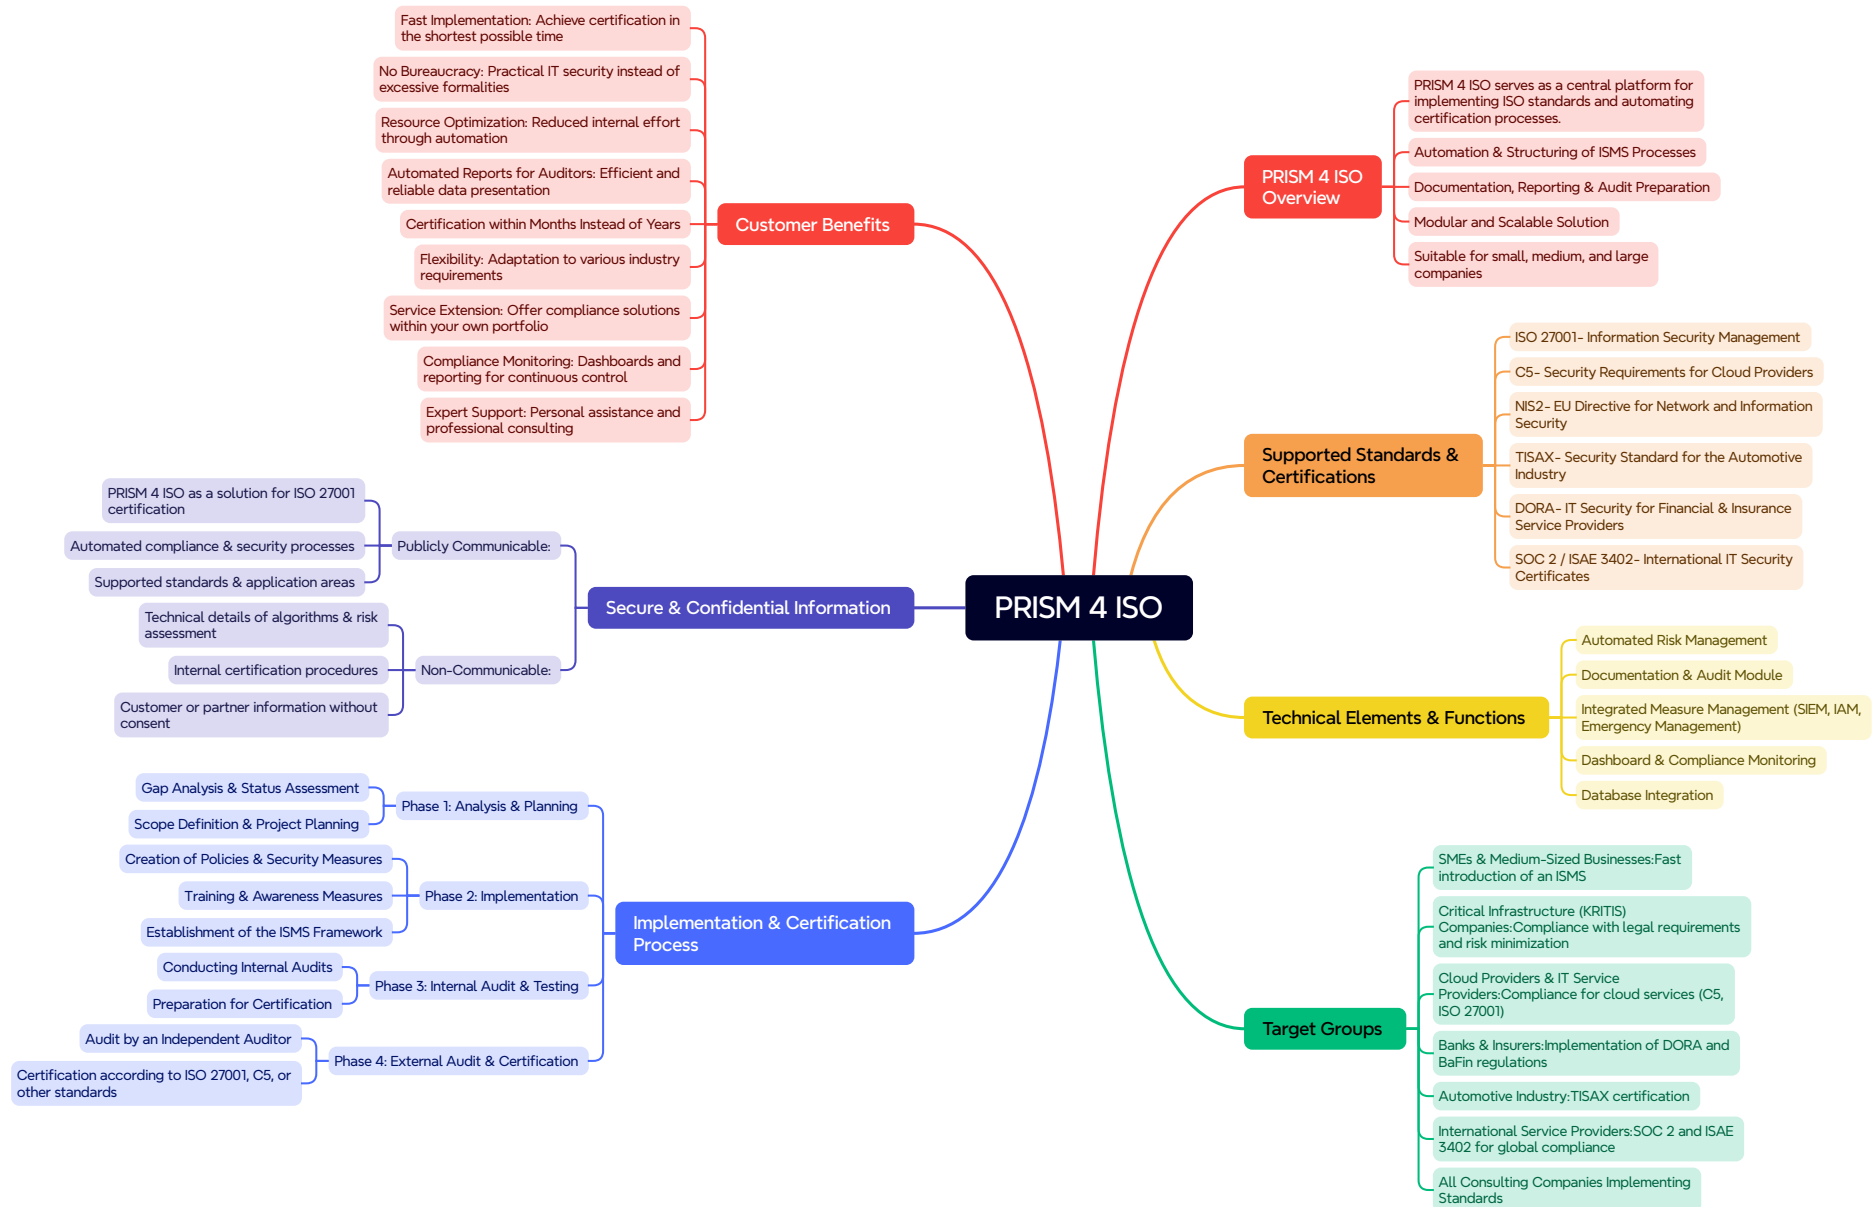 PRISM 4 ISO
PRISM 4 ISO
Overview
PRISM 4 ISO serves as a central platform for
implementing ISO standards and automating
certification processes.
Automation & Structuring of ISMS Processes
Documentation, Reporting & Audit Preparation
Modular and Scalable Solution
Suitable for small, medium, and large
companies
Supported Standards &
Certifications
ISO 27001- Information Security Management
C5- Security Requirements for Cloud Providers
NIS2- EU Directive for Network and Information
Security
TISAX- Security Standard for the Automotive
Industry
DORA- IT Security for Financial & Insurance
Service Providers
SOC 2 / ISAE 3402- International IT Security
Certificates
Technical Elements & Functions
Automated Risk Management
Documentation & Audit Module
Integrated Measure Management (SIEM, IAM,
Emergency Management)
Dashboard & Compliance Monitoring
Database Integration
Target Groups
SMEs & Medium-Sized Businesses:Fast
introduction of an ISMS
Critical Infrastructure (KRITIS)
Companies:Compliance with legal requirements
and risk minimization
Cloud Providers & IT Service
Providers:Compliance for cloud services (C5,
ISO 27001)
Banks & Insurers:Implementation of DORA and
BaFin regulations
Automotive Industry:TISAX certification
International Service Providers:SOC 2 and ISAE
3402 for global compliance
All Consulting Companies Implementing
Standards
Customer Benefits
Fast Implementation: Achieve certification in
the shortest possible time
No Bureaucracy: Practical IT security instead of
excessive formalities
Resource Optimization: Reduced internal effort
through automation
Automated Reports for Auditors: Efficient and
reliable data presentation
Certification within Months Instead of Years
Flexibility: Adaptation to various industry
requirements
Service Extension: Offer compliance solutions
within your own portfolio
Compliance Monitoring: Dashboards and
reporting for continuous control
Expert Support: Personal assistance and
professional consulting
Secure & Confidential Information
Publicly Communicable:
PRISM 4 ISO as a solution for ISO 27001
certification
Automated compliance & security processes
Supported standards & application areas
Non-Communicable:
Technical details of algorithms & risk
assessment
Internal certification procedures
Customer or partner information without
consent
Implementation & Certification
Process
Phase 1: Analysis & Planning
Gap Analysis & Status Assessment
Scope Definition & Project Planning
Phase 2: Implementation
Creation of Policies & Security Measures
Training & Awareness Measures
Establishment of the ISMS Framework
Phase 3: Internal Audit & Testing
Conducting Internal Audits
Preparation for Certification
Phase 4: External Audit & Certification
Audit by an Independent Auditor
Certification according to ISO 27001, C5, or
other standards